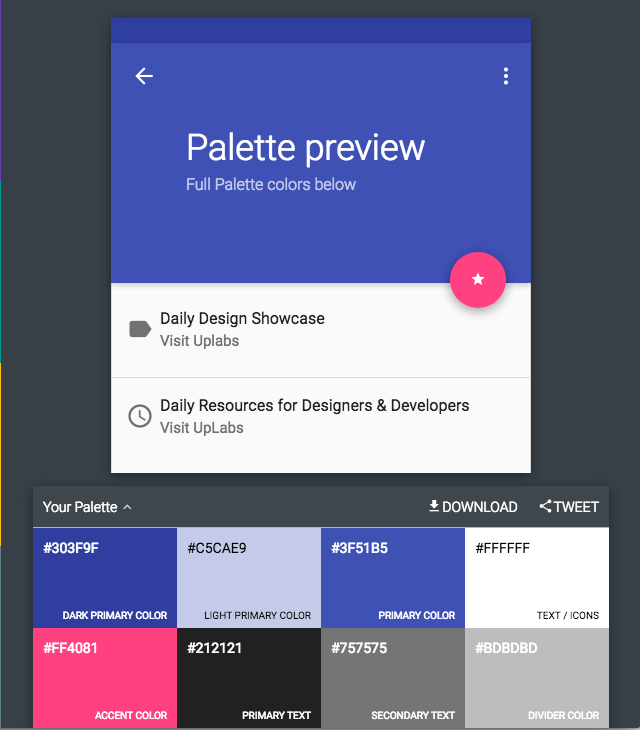 Palette preview
Full Palette colors below
Daily Design Showcase
Visit Uplabs
Daily Resources for Designers & Developers
Visit UpLabs
Your Palette
DOWNLOAD
TWEET
#303F9F
DARK PRIMARY COLOR
#C5CAE9
LIGHT PRIMARY COLOR
#3F51B5
PRIMARY COLOR
#FFFFFF
TEXT / ICONS
#FF4081
ACCENT COLOR
#212121
PRIMARY TEXT
#757575
SECONDARY TEXT
#BDBDBD
DIVIDER COLOR